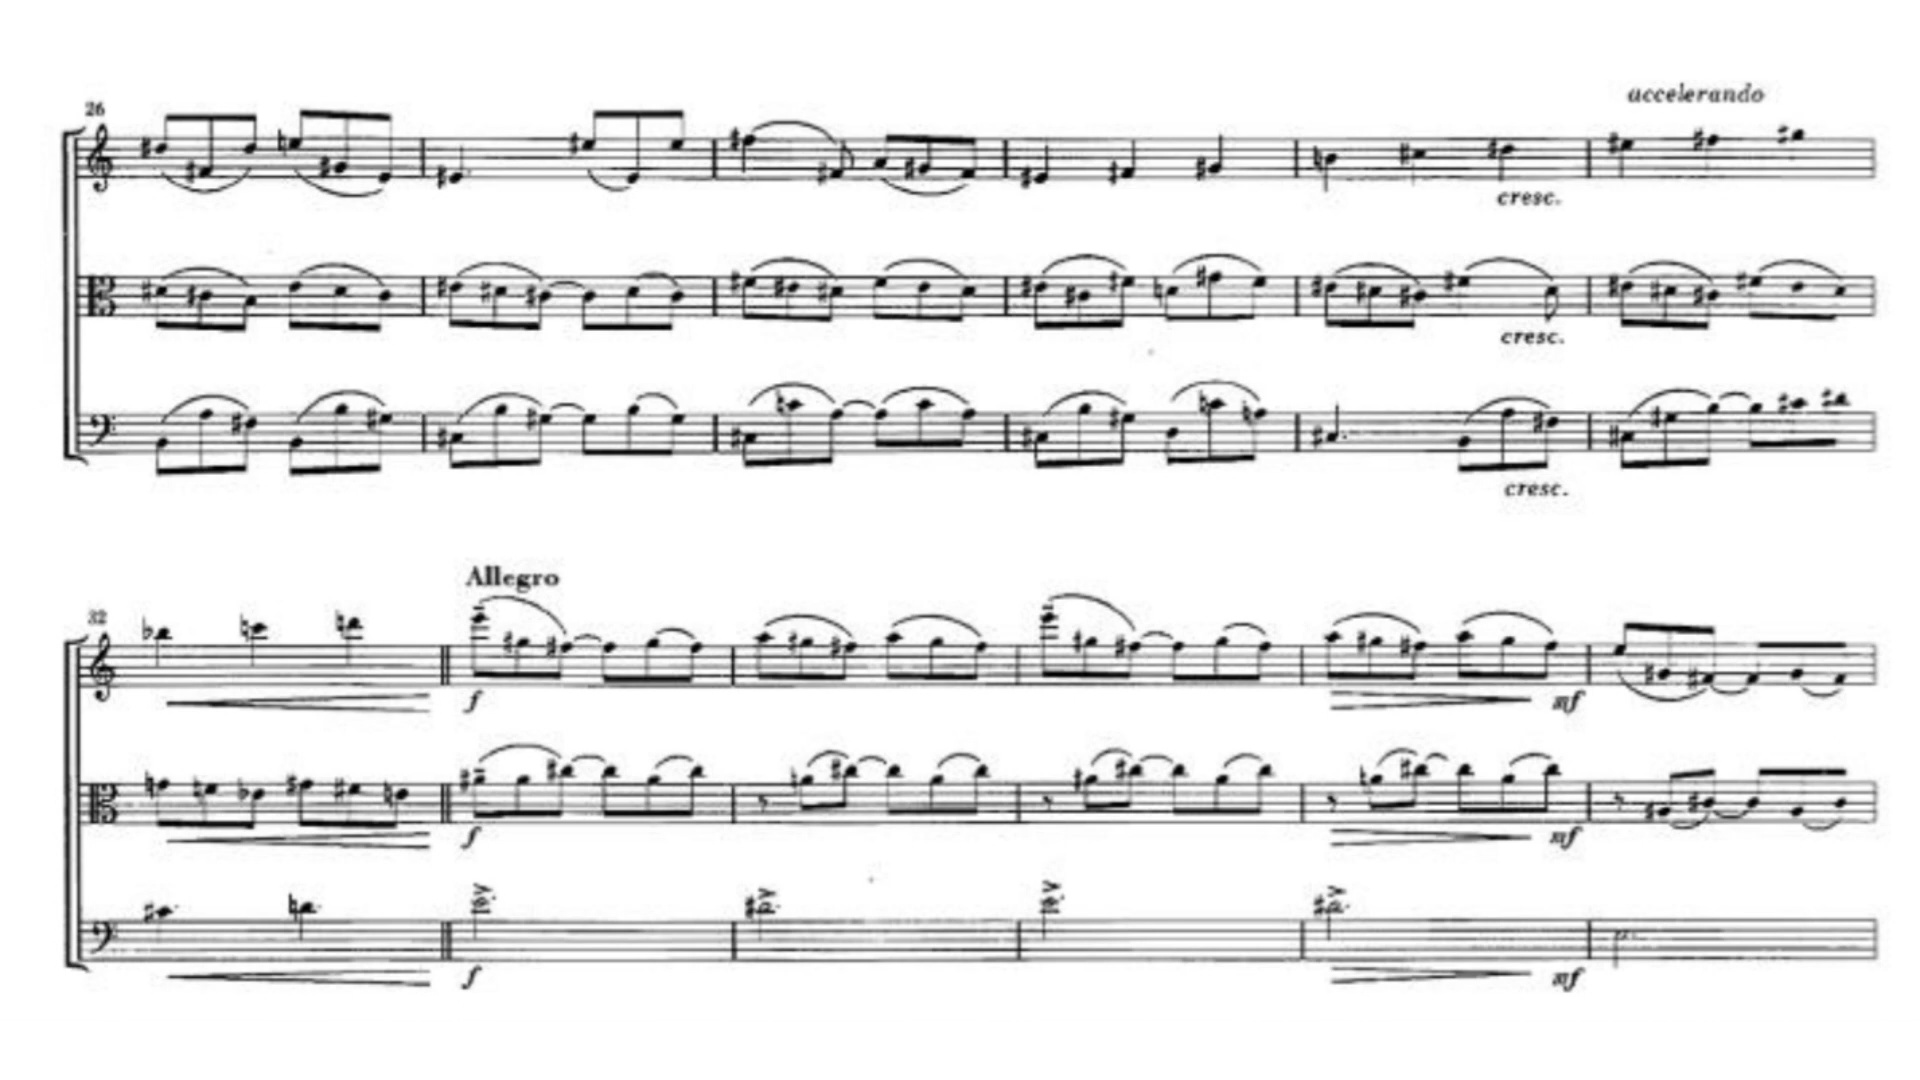 accelerando
26
cresc.
cresc.
cresc.
Allegro
32
f
mf
f
mf
f
mf